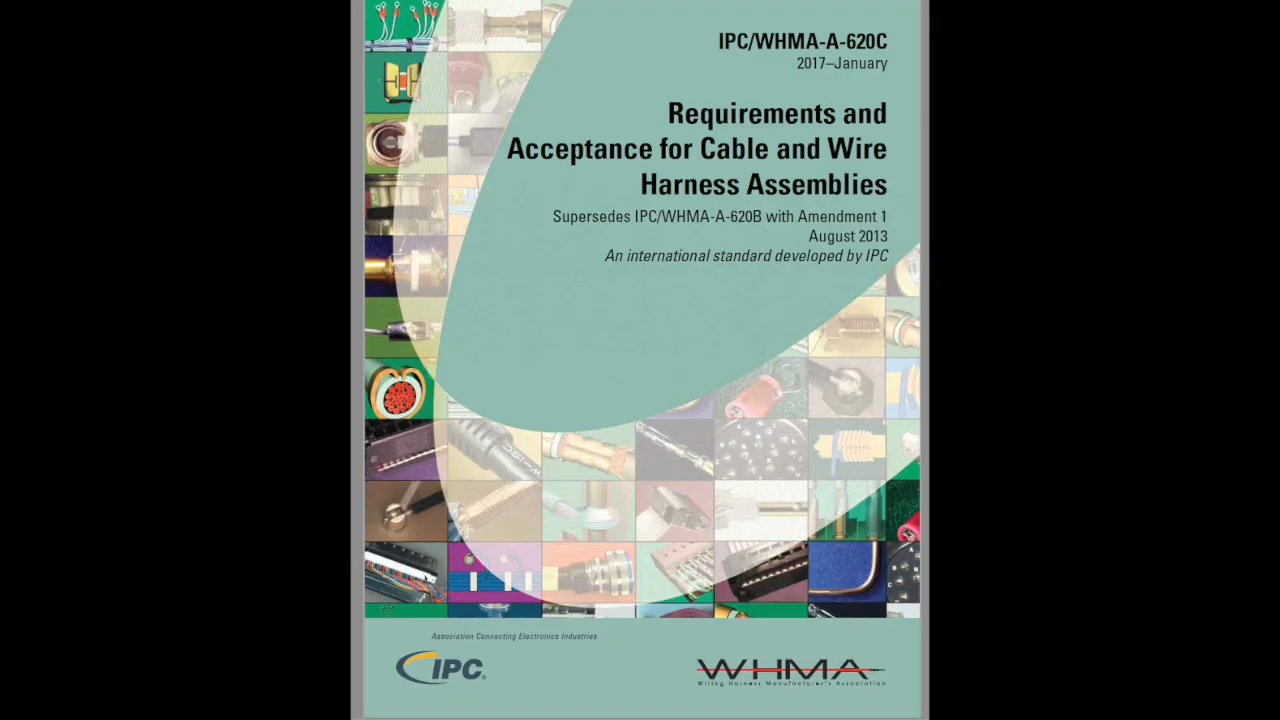 IPC/WHMA-A-620C
2017–January
Requirements and
Acceptance for Cable and Wire
Harness Assemblies
Supersedes IPC/WHMA-A-620B with Amendment 1
August 2013
An international standard developed by IPC
Association Connecting Electronics Industries
IPC®
WHMA
Wiring Harness Manufacturer's Association